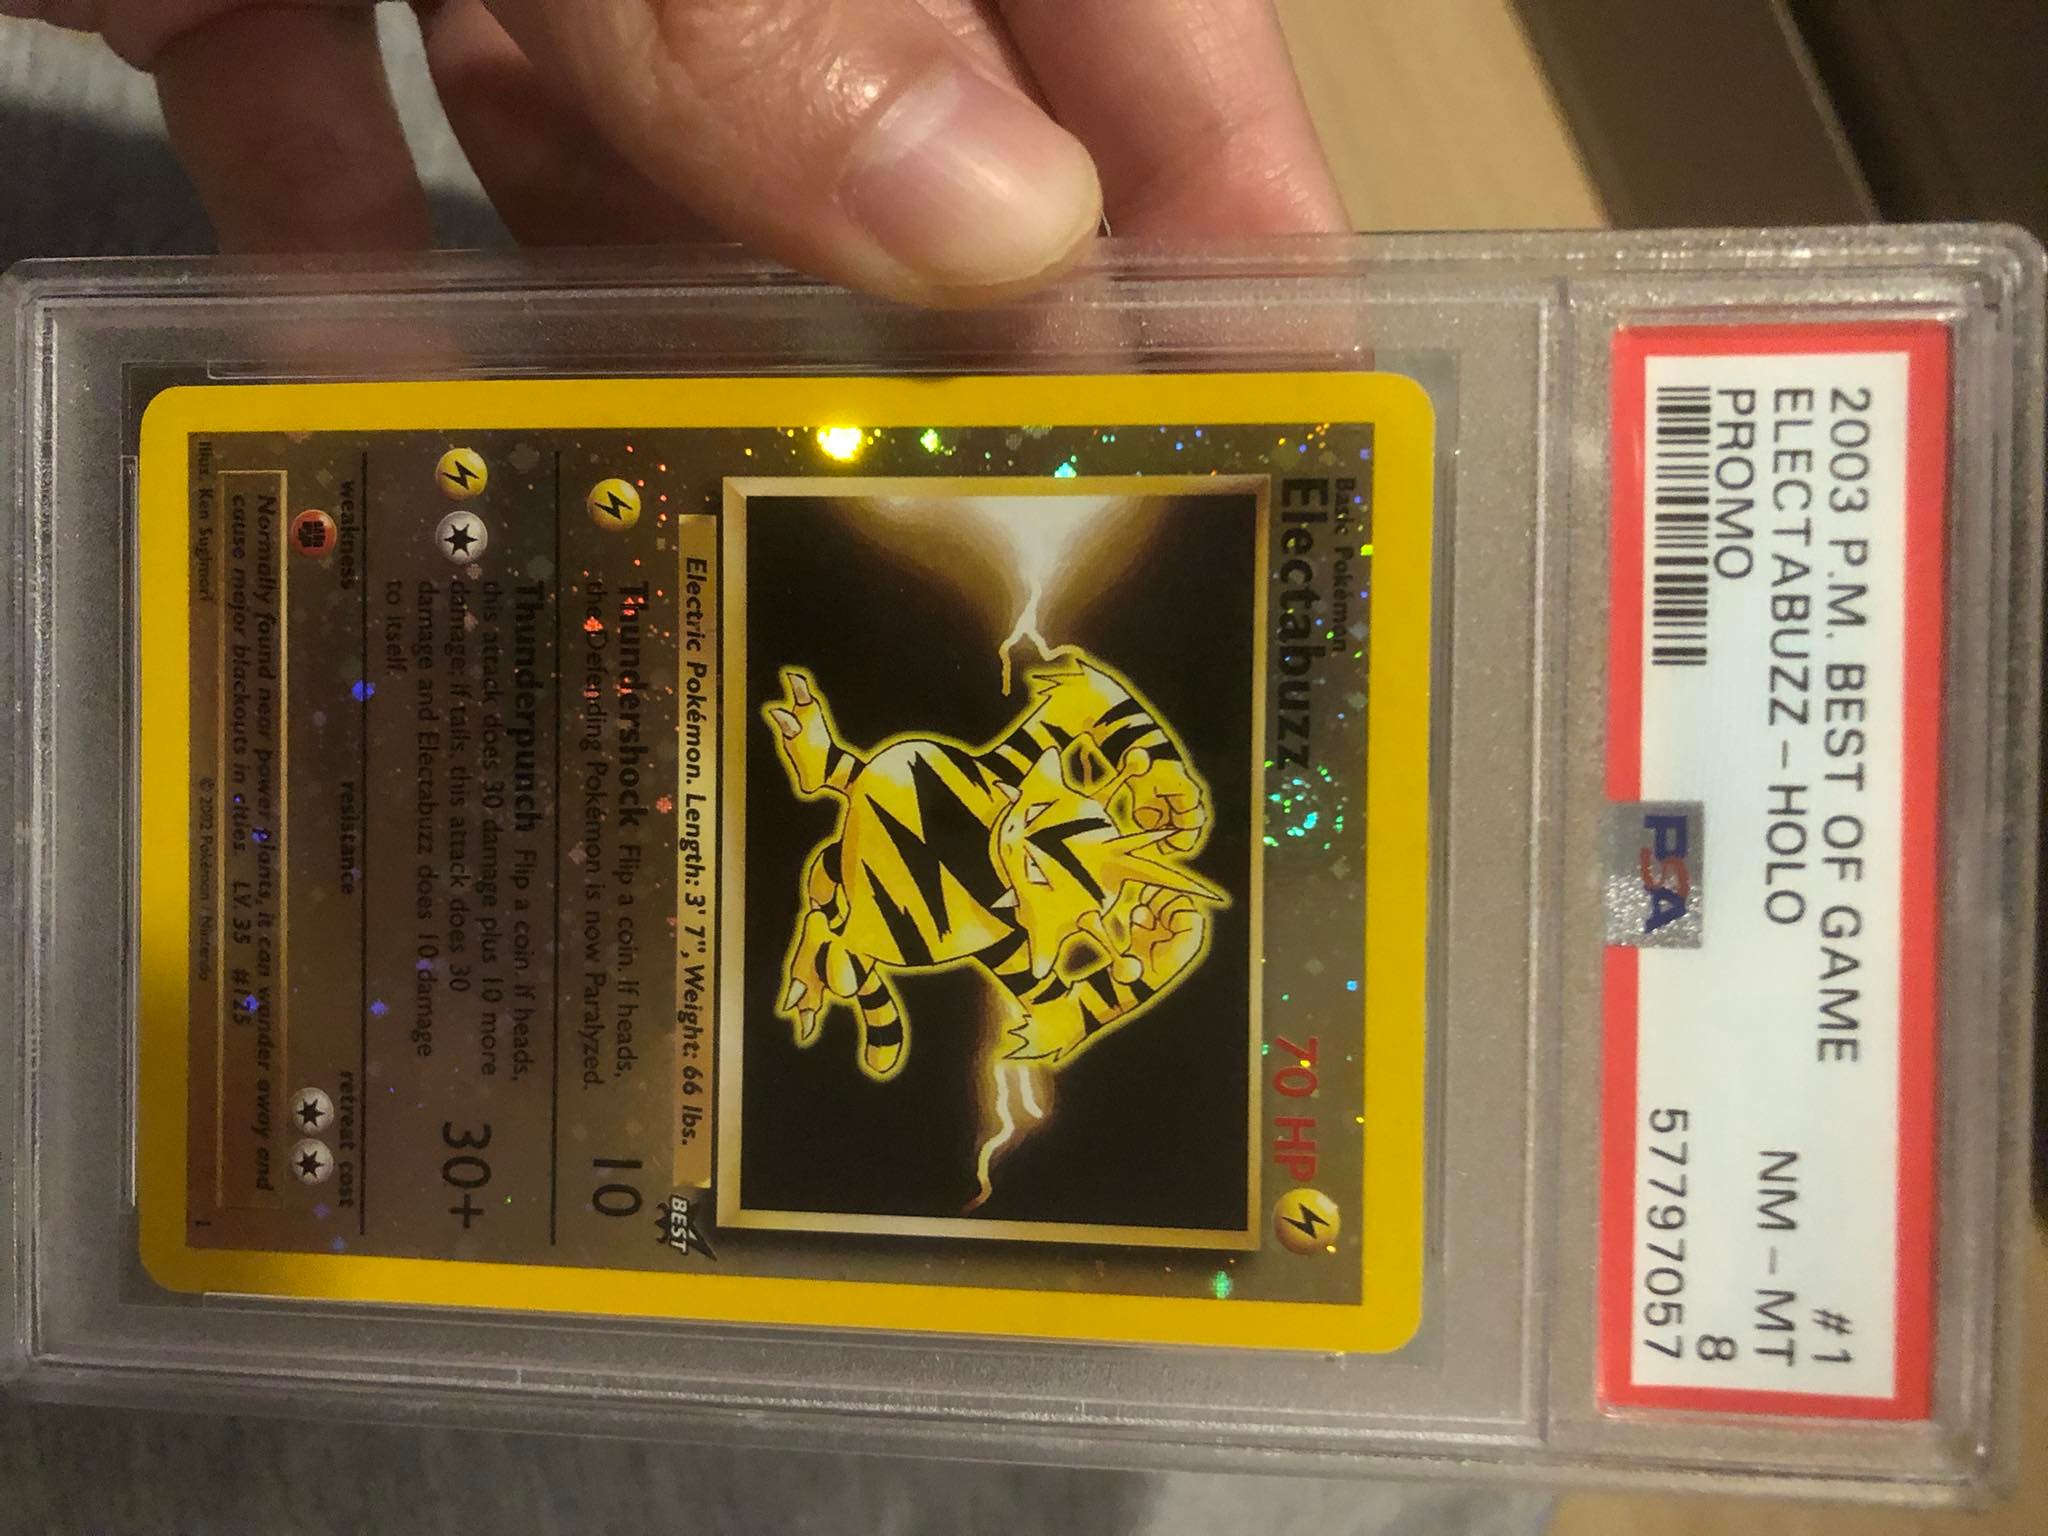 2003 P.M. BEST OF GAME #1
ELECTABUZZ-HOLO NM-MT
PROMO 8
57797057
PSA
Basic Pokémon
Electabuzz 70 HP
Electric Pokémon. Length: 3' 7", Weight: 66 lbs.
BEST
Thundershock Flip a coin. If heads,
the Defending Pokémon is now Paralyzed.
10
Thunderpunch Flip a coin. If heads,
this attack does 30 damage plus 10 more
damage; if tails, this attack does 30
damage and Electabuzz does 10 damage
to itself.
30+
weakness resistance retreat cost
Normally found near power plants, it can wander away and
cause major blackouts in cities. LV. 35 #125
Illus. Ken Sugimori © 2002 Pokémon / Nintendo 1